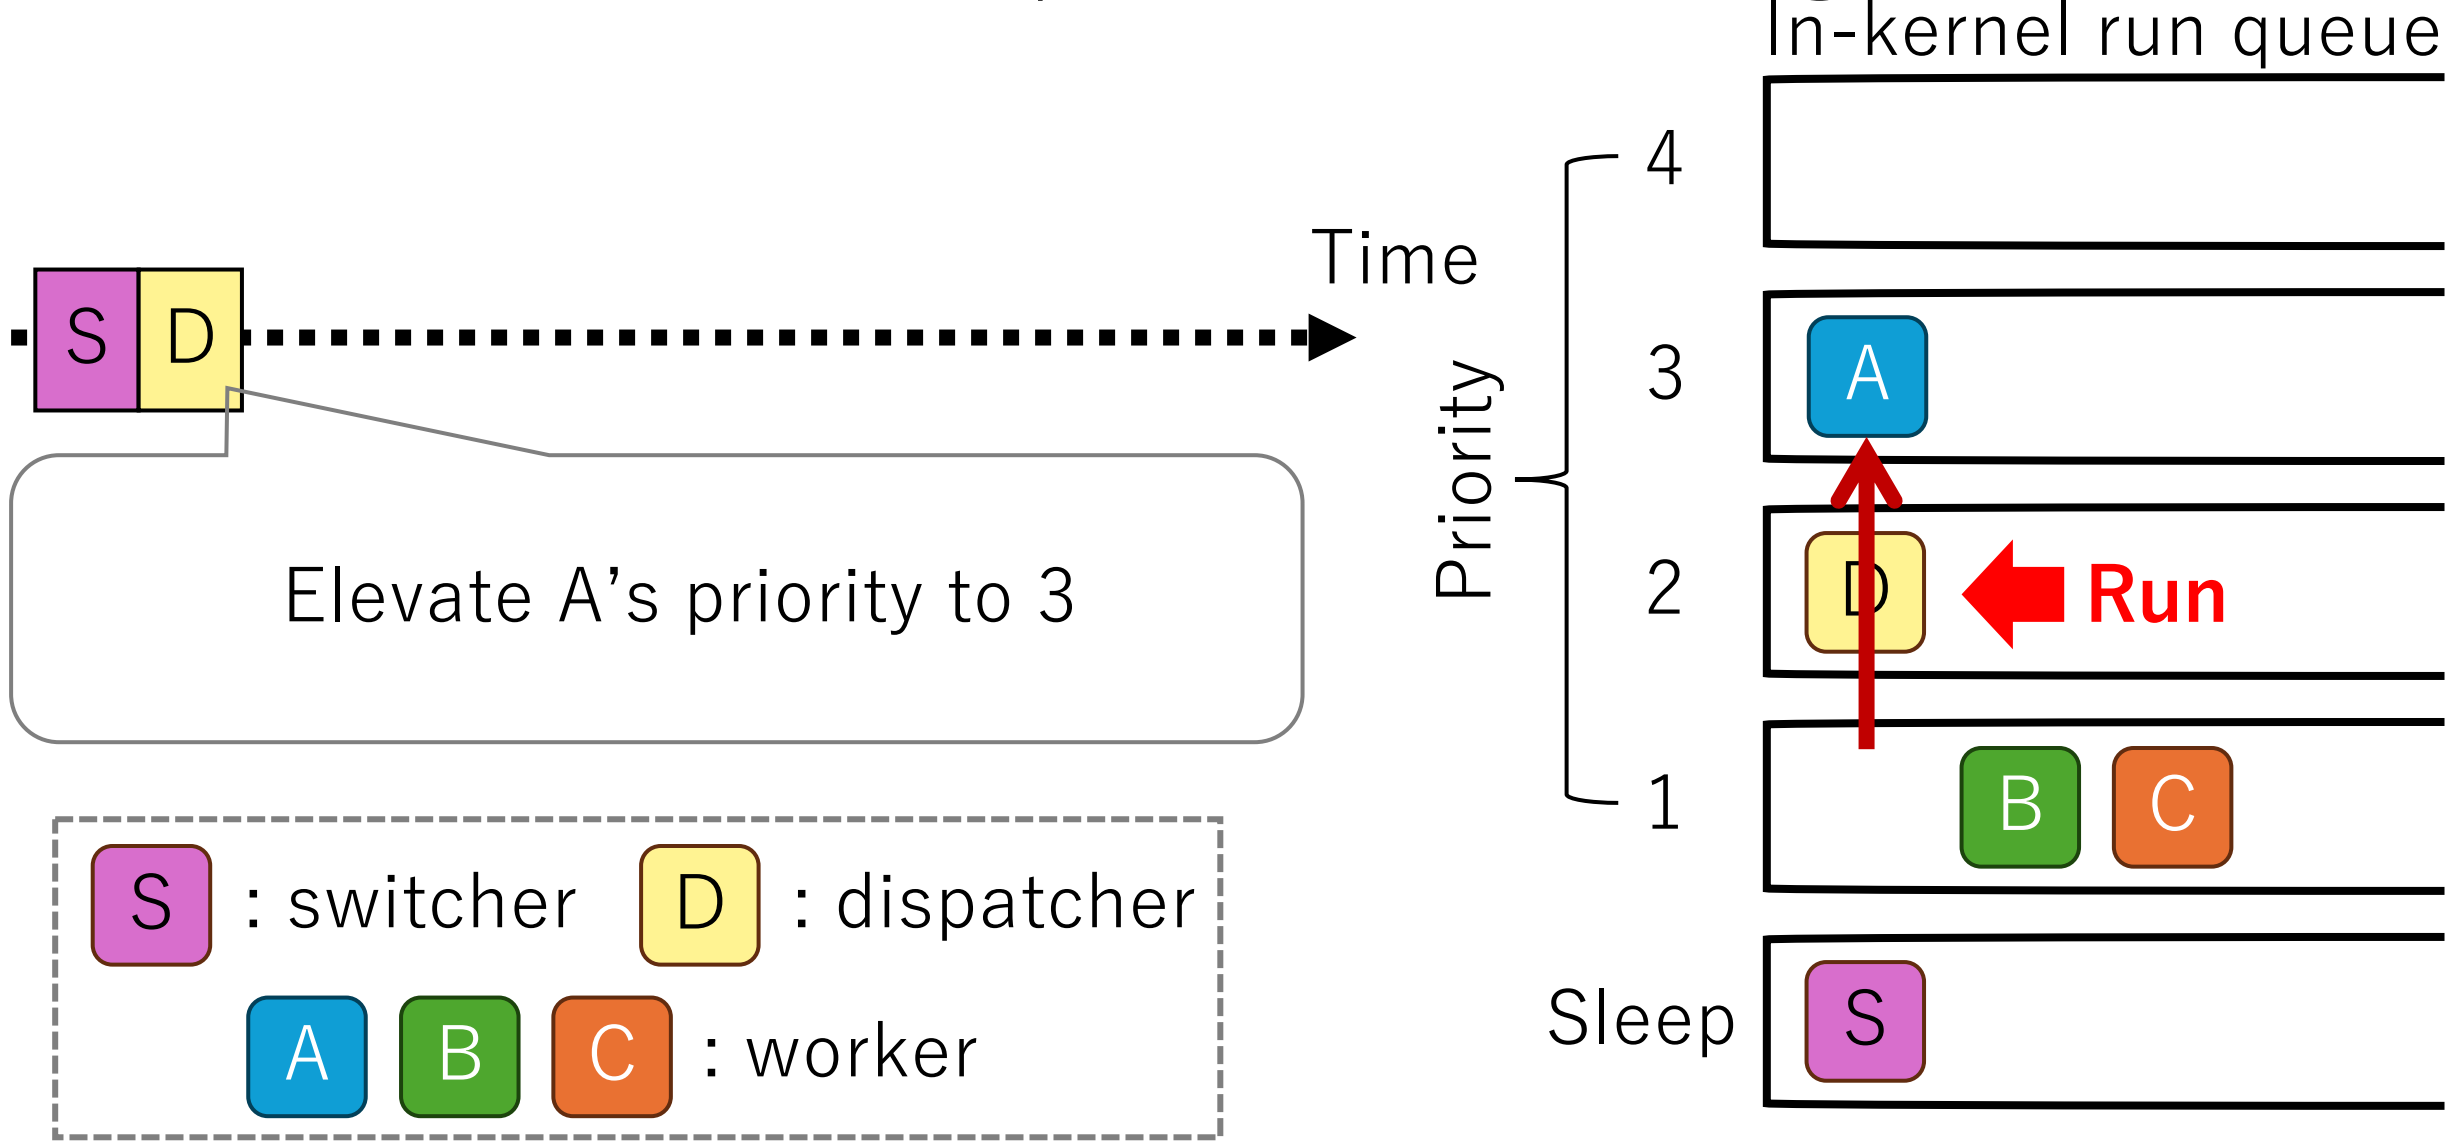 In-kernel run queue
4
Time
S D
3
A
Priority
Elevate A's priority to 3
2
D
Run
1
B C
S : switcher D : dispatcher
Sleep
S
A B C : worker